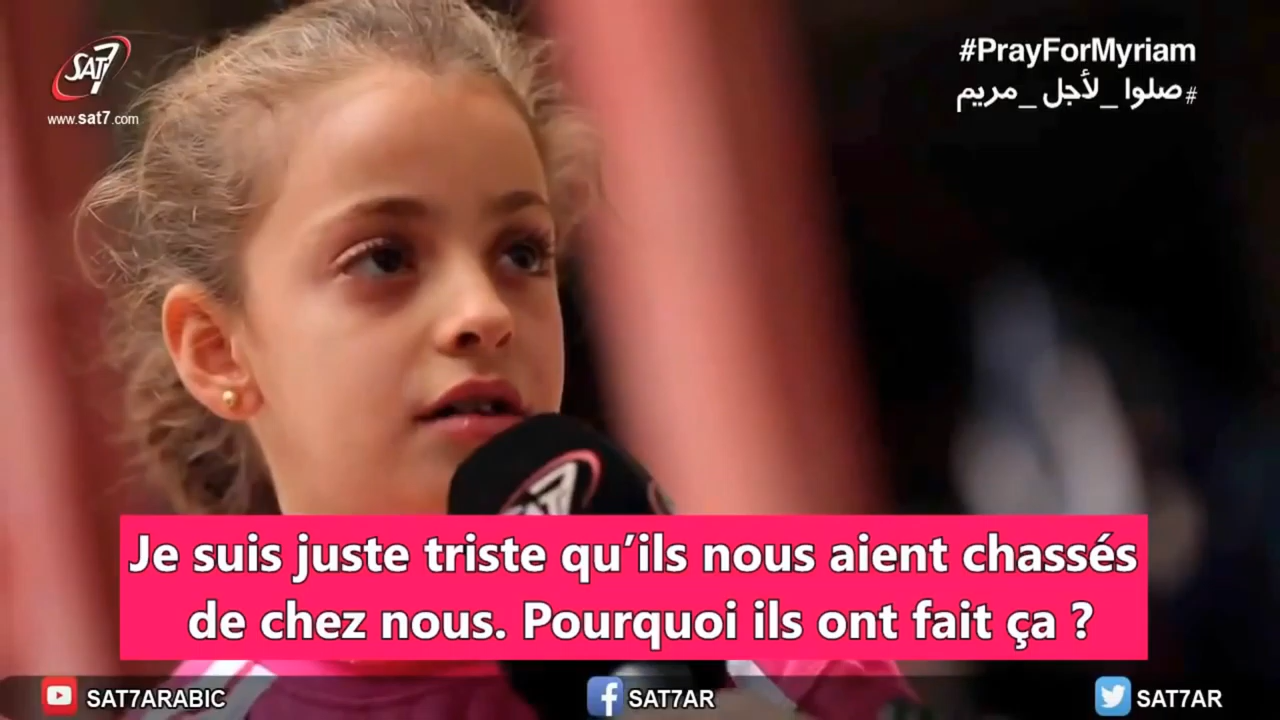 SAT7
www.sat7.com
#PrayForMyriam
#صلوا_لأجل_مريم
Je suis juste triste qu’ils nous aient chassés
de chez nous. Pourquoi ils ont fait ça ?
SAT7ARABIC
SAT7AR
SAT7AR